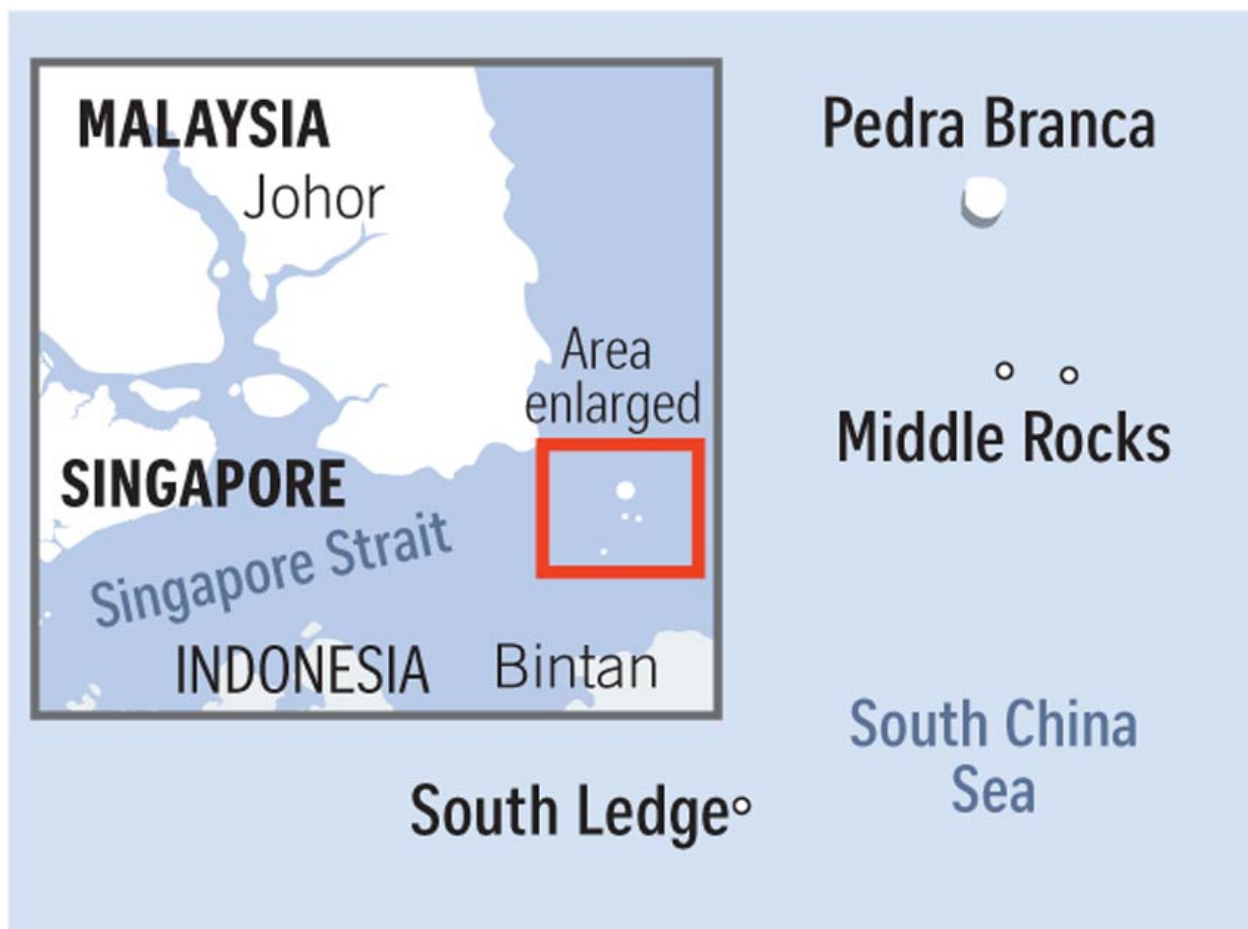 MALAYSIA
Johor
Area
enlarged
SINGAPORE
Singapore Strait
INDONESIA
Bintan
Pedra Branca
Middle Rocks
South China
Sea
South Ledge